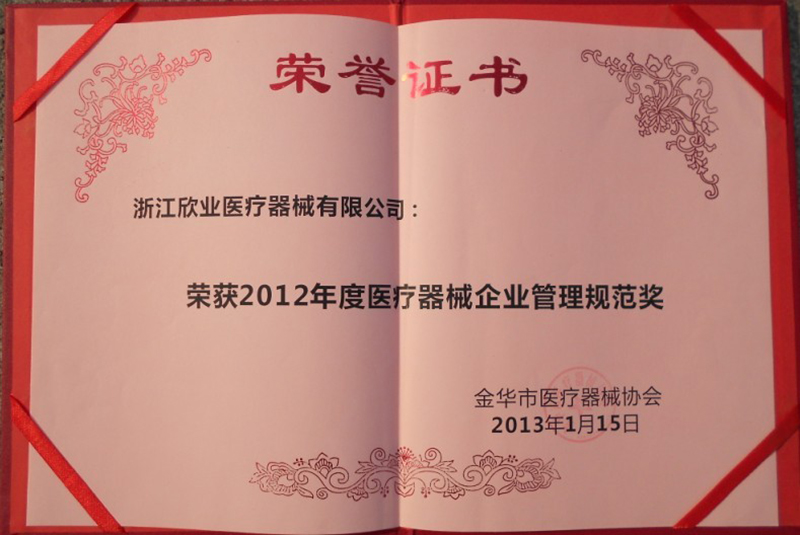 荣誉证书
浙江欣业医疗器械有限公司：
荣获2012年度医疗器械企业管理规范奖
金华市医疗器械协会
2013年1月15日